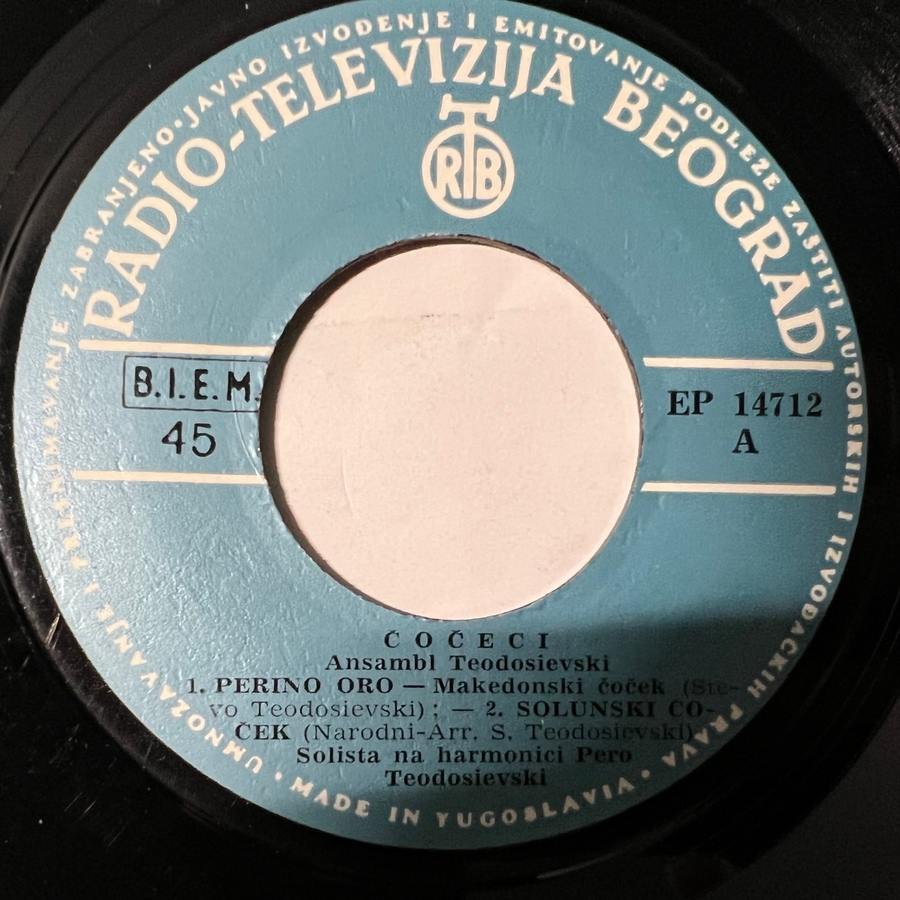 UMNOŽAVANJE I PRESNIMAVANJE ZABRANJENO • JAVNO IZVOĐENJE I EMITOVANJE PODLEŽE ZAŠTITI AUTORSKIH I IZVOĐAČKIH PRAVA •
RADIO-TELEVIZIJA BEOGRAD
RTB
B.I.E.M.
45
EP 14712
A
ČOČECI
Ansambl Teodosievski
1. PERINO ORO — Makedonski čoček (Ste-
vo Teodosievski) ; — 2. SOLUNSKI ČO-
ČEK (Narodni-Arr. S. Teodosievski)
Solista na harmonici Pero
Teodosievski
MADE IN YUGOSLAVIA •